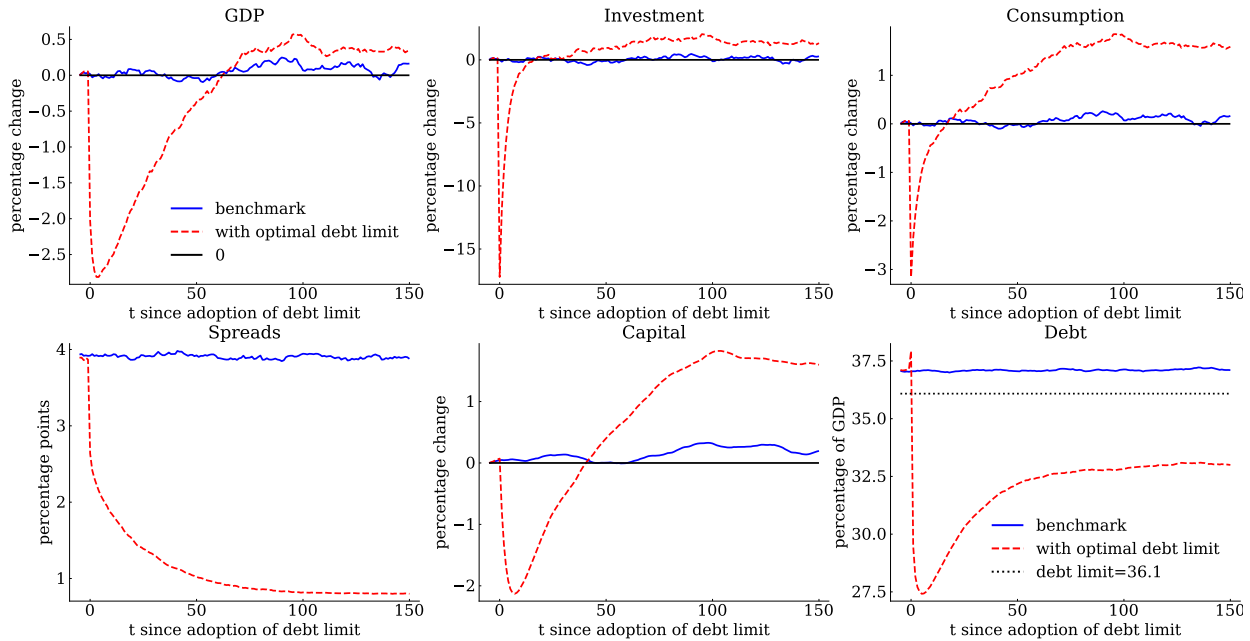 GDP
percentage change
0.5
0.0
−0.5
−1.0
−1.5
−2.0
−2.5
benchmark
with optimal debt limit
0
0
50
100
150
t since adoption of debt limit
Investment
percentage change
0
−5
−10
−15
0
50
100
150
t since adoption of debt limit
Consumption
percentage change
1
0
−1
−2
−3
0
50
100
150
t since adoption of debt limit
Spreads
percentage points
4
3
2
1
0
50
100
150
t since adoption of debt limit
Capital
percentage change
1
0
−1
−2
0
50
100
150
t since adoption of debt limit
Debt
percentage of GDP
37.5
35.0
32.5
30.0
27.5
benchmark
with optimal debt limit
debt limit=36.1
0
50
100
150
t since adoption of debt limit